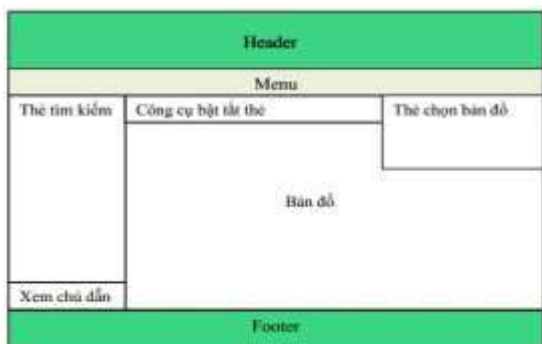 Header
Menu
Thẻ tìm kiếm
Công cụ bật tắt thẻ
Thẻ chọn bản đồ
Bản đồ
Xem chú dẫn
Footer